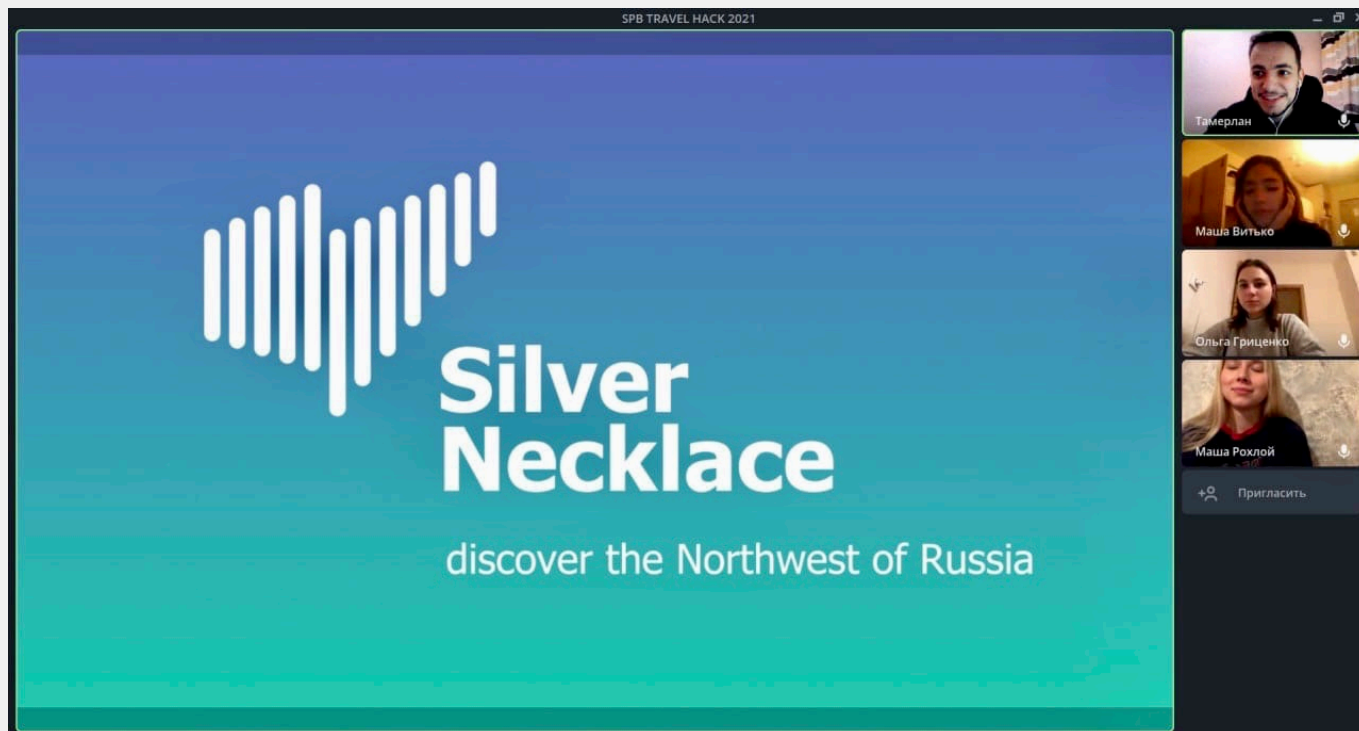 SPB TRAVEL HACK 2021
Silver
Necklace
discover the Northwest of Russia
Тамерлан
Маша Витько
Ольга Гриценко
Маша Рохлой
Пригласить